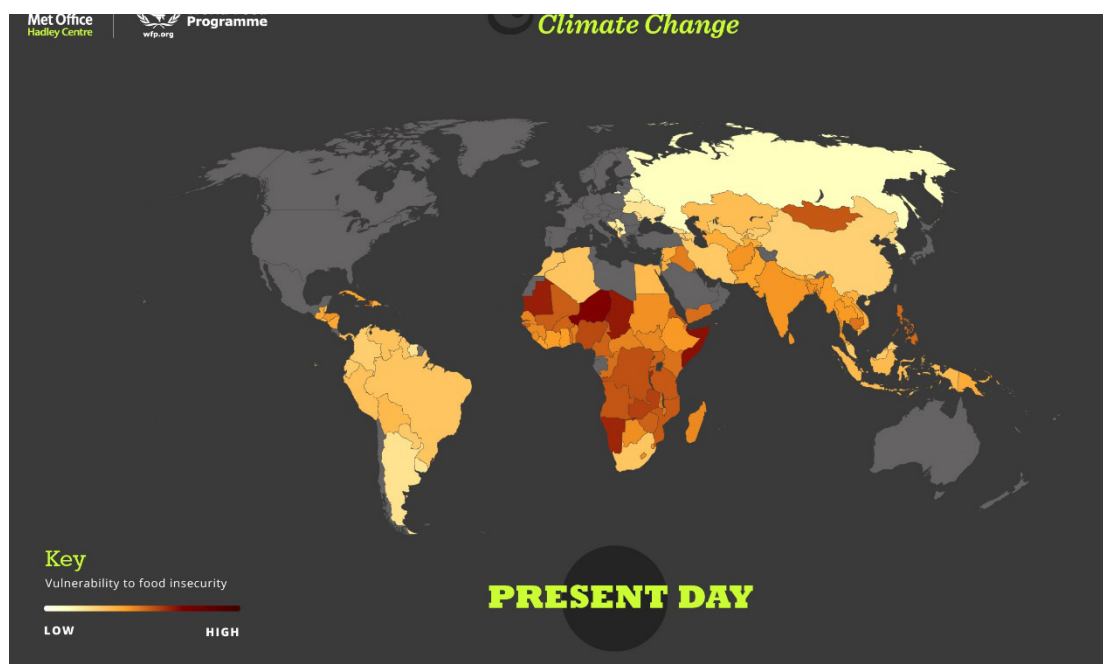 Met Office
Hadley Centre
wfp.org
Programme
Climate Change
Key
Vulnerability to food insecurity
LOW
HIGH
PRESENT DAY